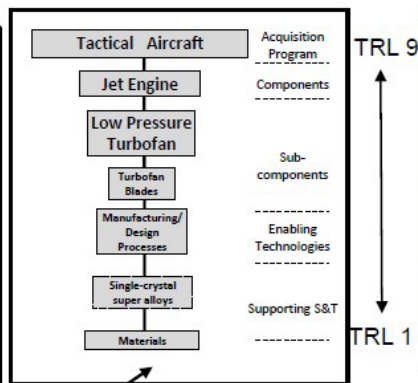 Tactical Aircraft
Acquisition
Program
TRL 9
Jet Engine
Components
Low Pressure
Turbofan
Sub-
components
Turbofan
Blades
Manufacturing/
Design
Processes
Enabling
Technologies
Single-crystal
super alloys
Supporting S&T
Materials
TRL 1